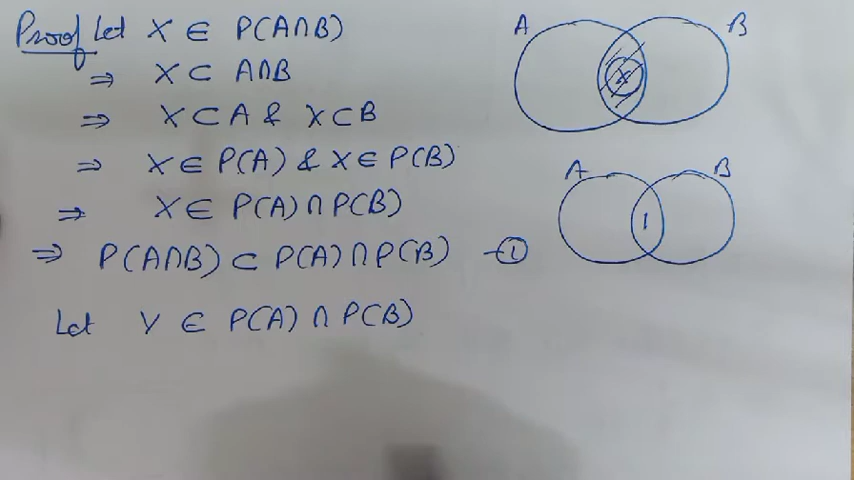 Proof Let X ∈ P(A∩B)
⇒ X ⊂ A∩B
⇒ X ⊂ A & X ⊂ B
⇒ X ∈ P(A) & X ∈ P(B)
⇒ X ∈ P(A) ∩ P(B)
⇒ P(A∩B) ⊂ P(A) ∩ P(B) -①
Let Y ∈ P(A) ∩ P(B)
A B
X
A B
1